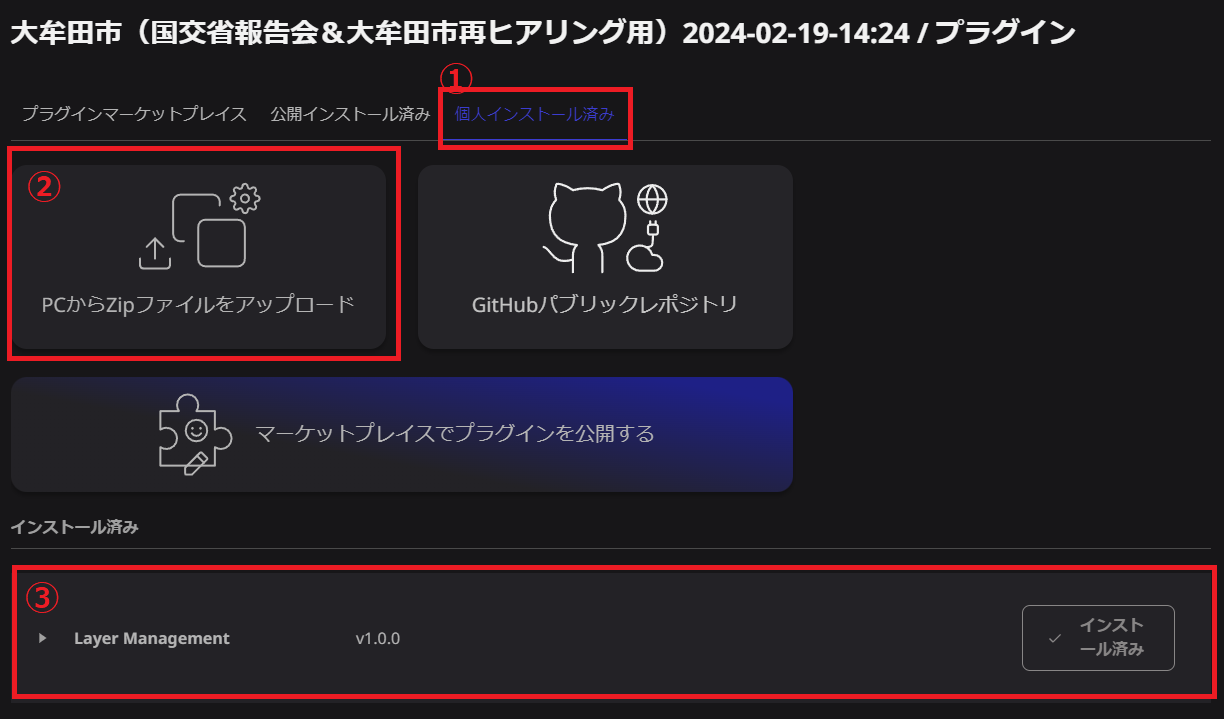 大牟田市（国交省報告会＆大牟田市再ヒアリング用）2024-02-19-14:24 / プラグイン
①
プラグインマーケットプレイス 公開インストール済み 個人インストール済み
②
PCからZipファイルをアップロード GitHubパブリックレポジトリ
マーケットプレイスでプラグインを公開する
インストール済み
③
Layer Management v1.0.0
インスト
ール済み